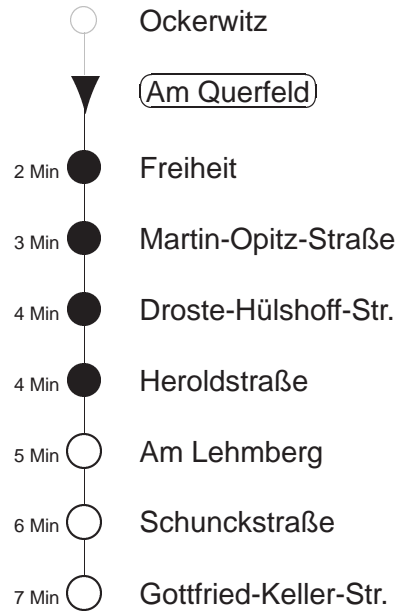 Ockerwitz
Am Querfeld
2 Min Freiheit
3 Min Martin-Opitz-Straße
4 Min Droste-Hülshoff-Str.
4 Min Heroldstraße
5 Min Am Lehmberg
6 Min Schunckstraße
7 Min Gottfried-Keller-Str.